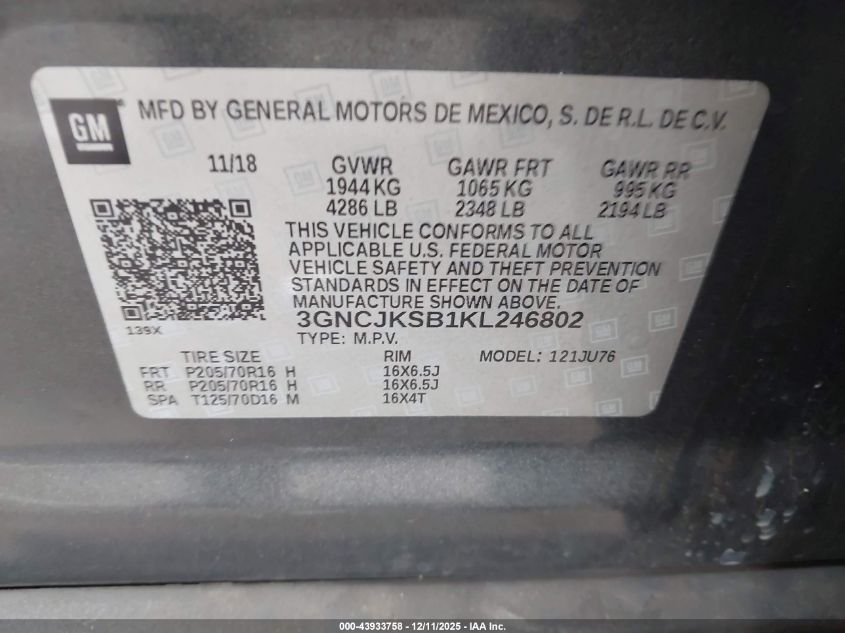 GM
MFD BY GENERAL MOTORS DE MEXICO, S. DE R.L. DE C.V.
11/18 GVWR GAWR FRT GAWR RR
1944 KG 1065 KG 995 KG
4286 LB 2348 LB 2194 LB
THIS VEHICLE CONFORMS TO ALL
APPLICABLE U.S. FEDERAL MOTOR
VEHICLE SAFETY AND THEFT PREVENTION
STANDARDS IN EFFECT ON THE DATE OF
MANUFACTURE SHOWN ABOVE.
139X
3GNCJKSB1KL246802
TYPE: M.P.V.
TIRE SIZE RIM MODEL: 121JU76
FRT P205/70R16 H 16X6.5J
RR P205/70R16 H 16X6.5J
SPA T125/70D16 M 16X4T
000-43933758 - 12/11/2025 - IAA Inc.